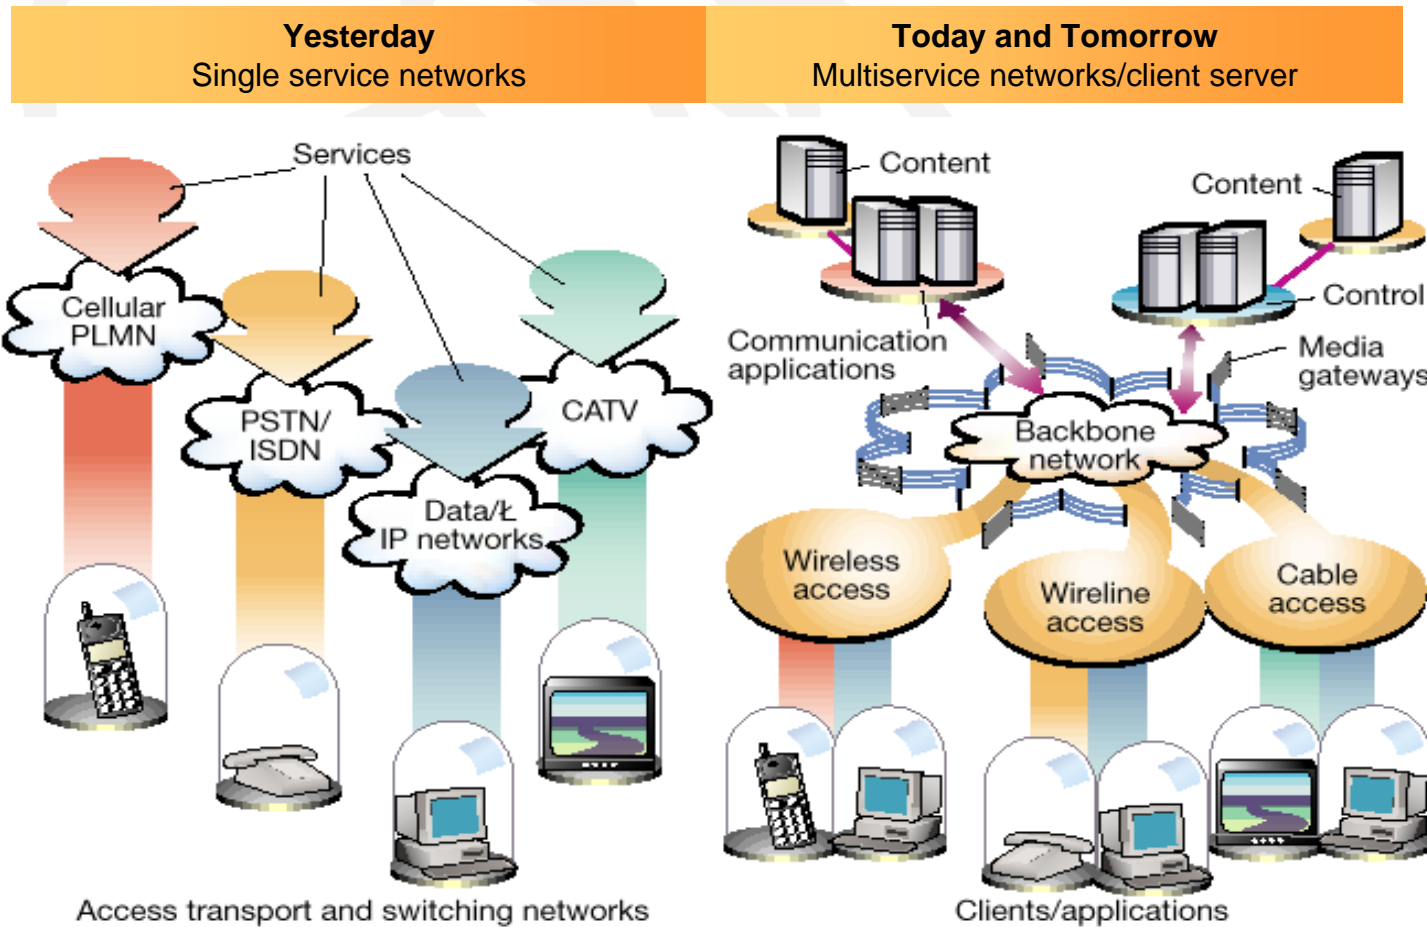 Yesterday
Single service networks
Today and Tomorrow
Multiservice networks/client server
Services
Cellular
PLMN
PSTN/
ISDN
Data/Ł
IP networks
CATV
Access transport and switching networks
Content
Content
Control
Communication
applications
Media
gateways
Backbone
network
Wireless
access
Wireline
access
Cable
access
Clients/applications